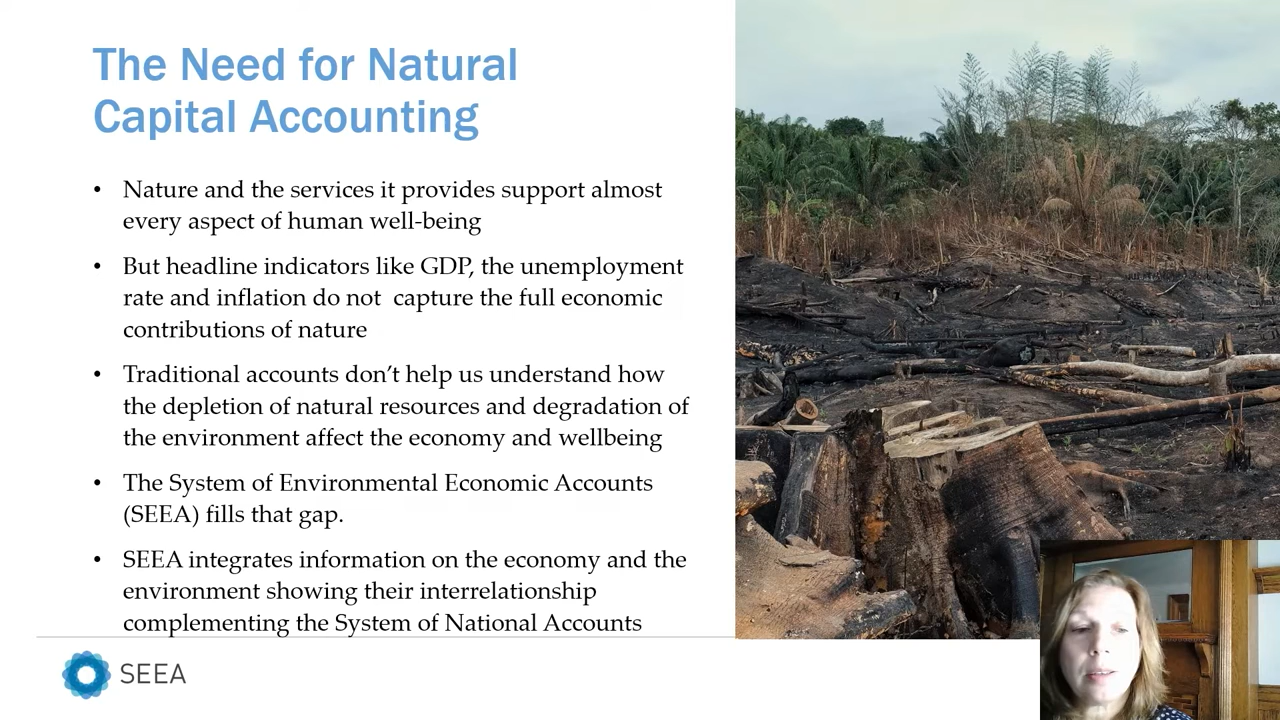 The Need for Natural
Capital Accounting
• Nature and the services it provides support almost
every aspect of human well-being
• But headline indicators like GDP, the unemployment
rate and inflation do not  capture the full economic
contributions of nature
• Traditional accounts don’t help us understand how
the depletion of natural resources and degradation of
the environment affect the economy and wellbeing
• The System of Environmental Economic Accounts
(SEEA) fills that gap.
• SEEA integrates information on the economy and the
environment showing their interrelationship
complementing the System of National Accounts
SEEA